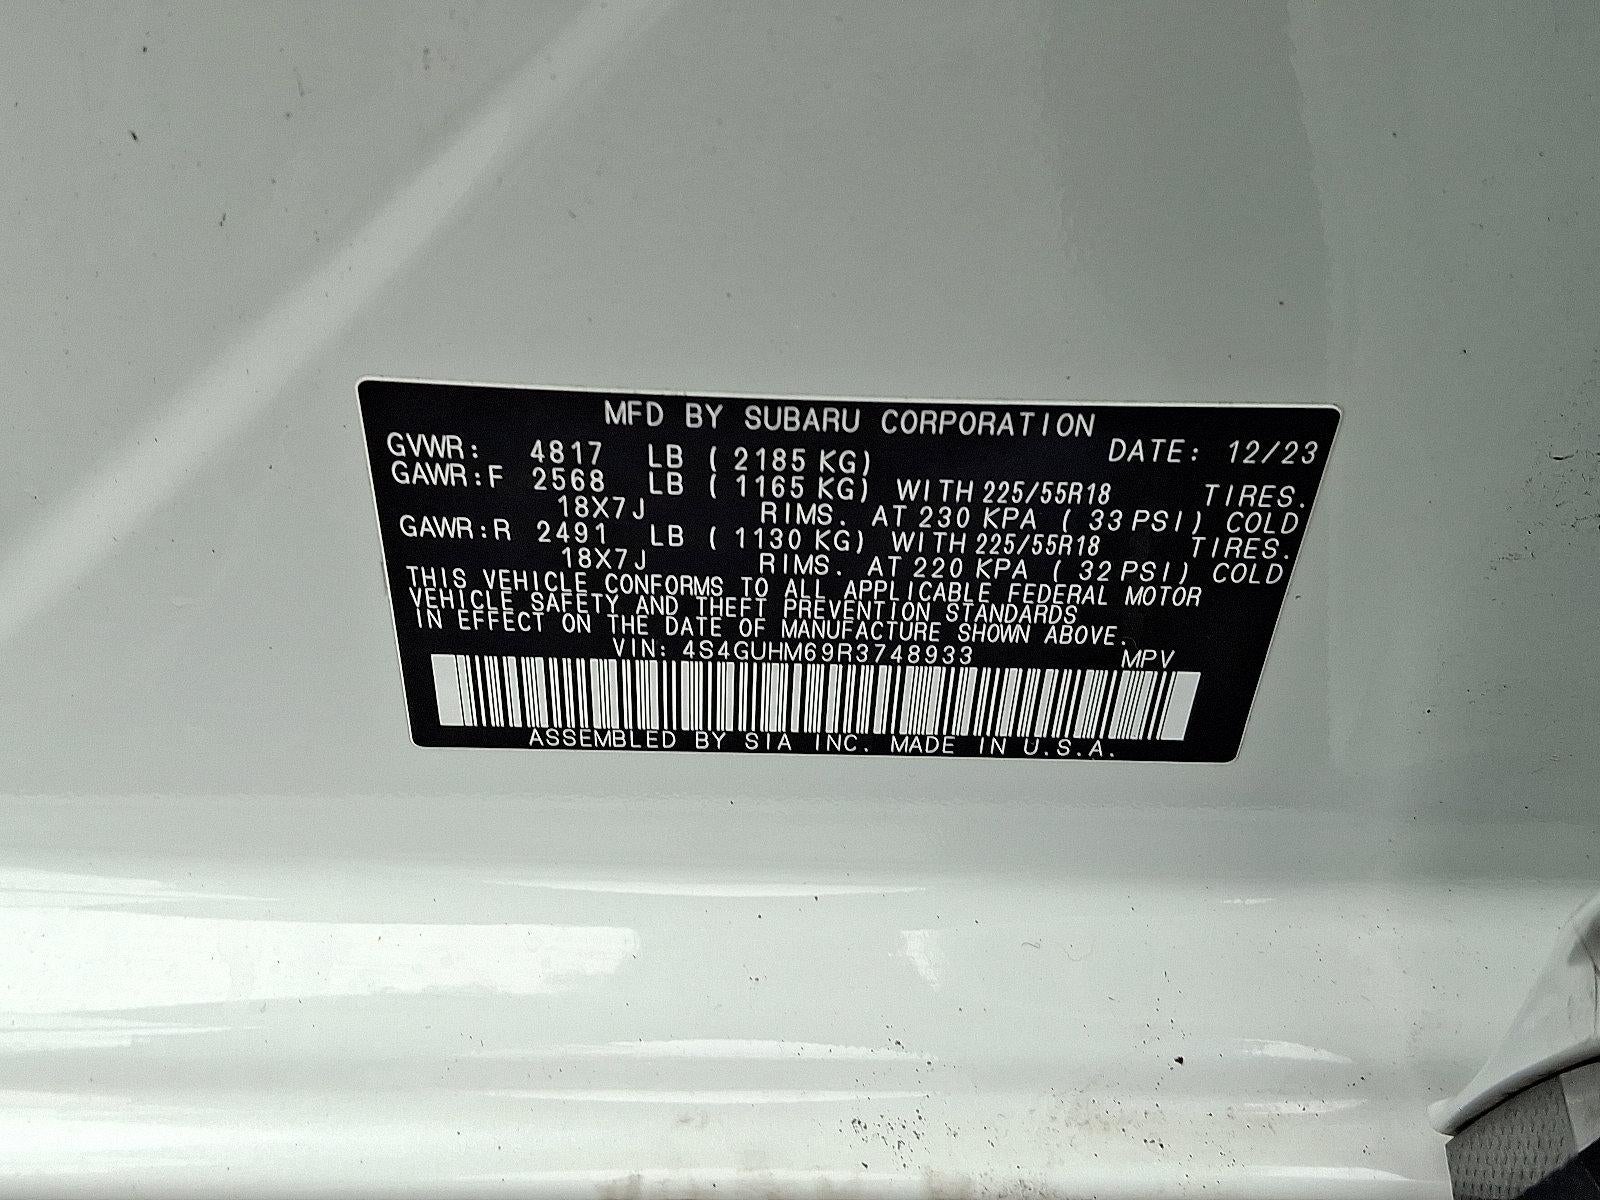 MFD BY SUBARU CORPORATION
GVWR: 4817 LB ( 2185 KG) DATE: 12/23
GAWR:F 2568 LB ( 1165 KG) WITH 225/55R18 TIRES.
18X7J RIMS. AT 230 KPA ( 33 PSI) COLD
GAWR:R 2491 LB ( 1130 KG) WITH 225/55R18 TIRES.
18X7J RIMS. AT 220 KPA ( 32 PSI) COLD
THIS VEHICLE CONFORMS TO ALL APPLICABLE FEDERAL MOTOR
VEHICLE SAFETY AND THEFT PREVENTION STANDARDS
IN EFFECT ON THE DATE OF MANUFACTURE SHOWN ABOVE.
VIN: 4S4GUHM69R3748933 MPV
ASSEMBLED BY SIA INC. MADE IN U.S.A.